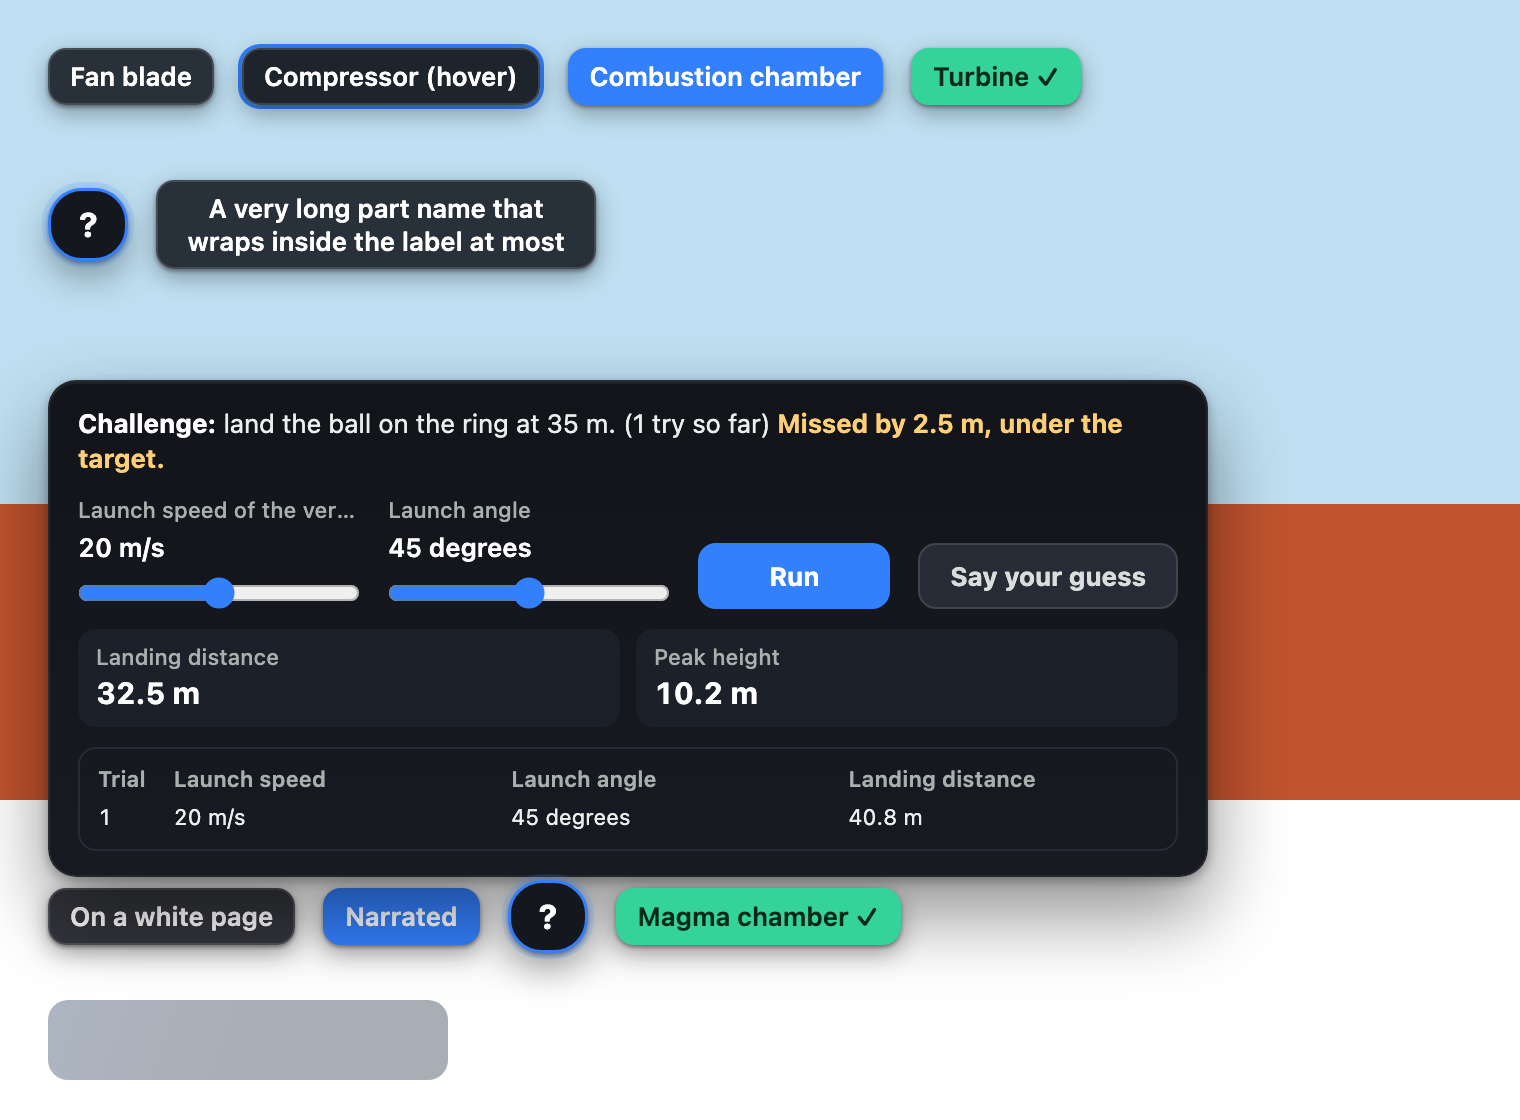 Fan blade
Compressor (hover)
Combustion chamber
Turbine ✓
?
A very long part name that
wraps inside the label at most
Challenge: land the ball on the ring at 35 m. (1 try so far) Missed by 2.5 m, under the
target.
Launch speed of the ver...
Launch angle
20 m/s
45 degrees
Run
Say your guess
Landing distance
Peak height
32.5 m
10.2 m
Trial
Launch speed
Launch angle
Landing distance
1
20 m/s
45 degrees
40.8 m
On a white page
Narrated
?
Magma chamber ✓